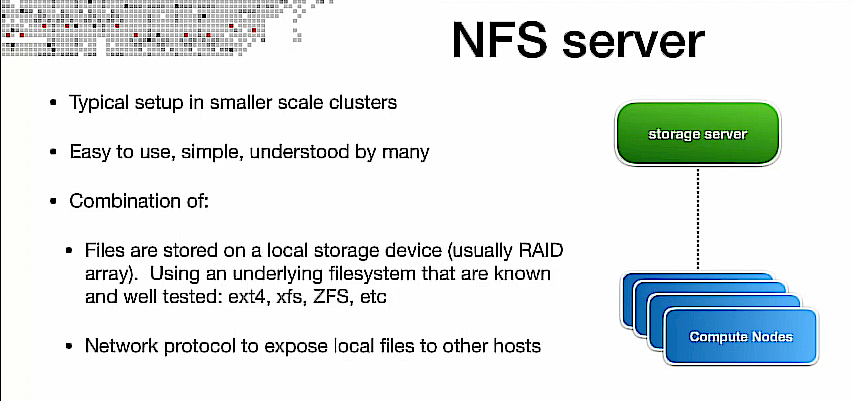 NFS server
• Typical setup in smaller scale clusters
• Easy to use, simple, understood by many
• Combination of:
• Files are stored on a local storage device (usually RAID
array). Using an underlying filesystem that are known
and well tested: ext4, xfs, ZFS, etc
• Network protocol to expose local files to other hosts
storage server
Compute Nodes